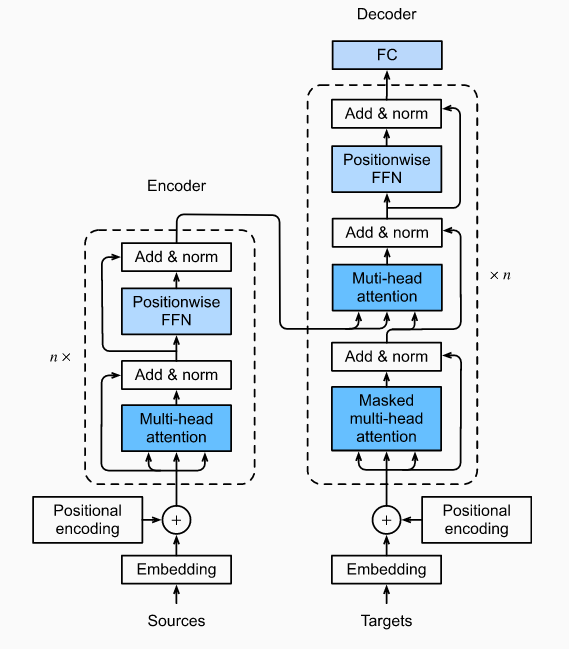 Decoder
FC
Add & norm
Positionwise
FFN
Add & norm
Muti-head
attention
× n
Add & norm
Masked
multi-head
attention
Positional
encoding
+
Embedding
Targets
Encoder
Add & norm
Positionwise
FFN
n ×
Add & norm
Multi-head
attention
Positional
encoding
+
Embedding
Sources